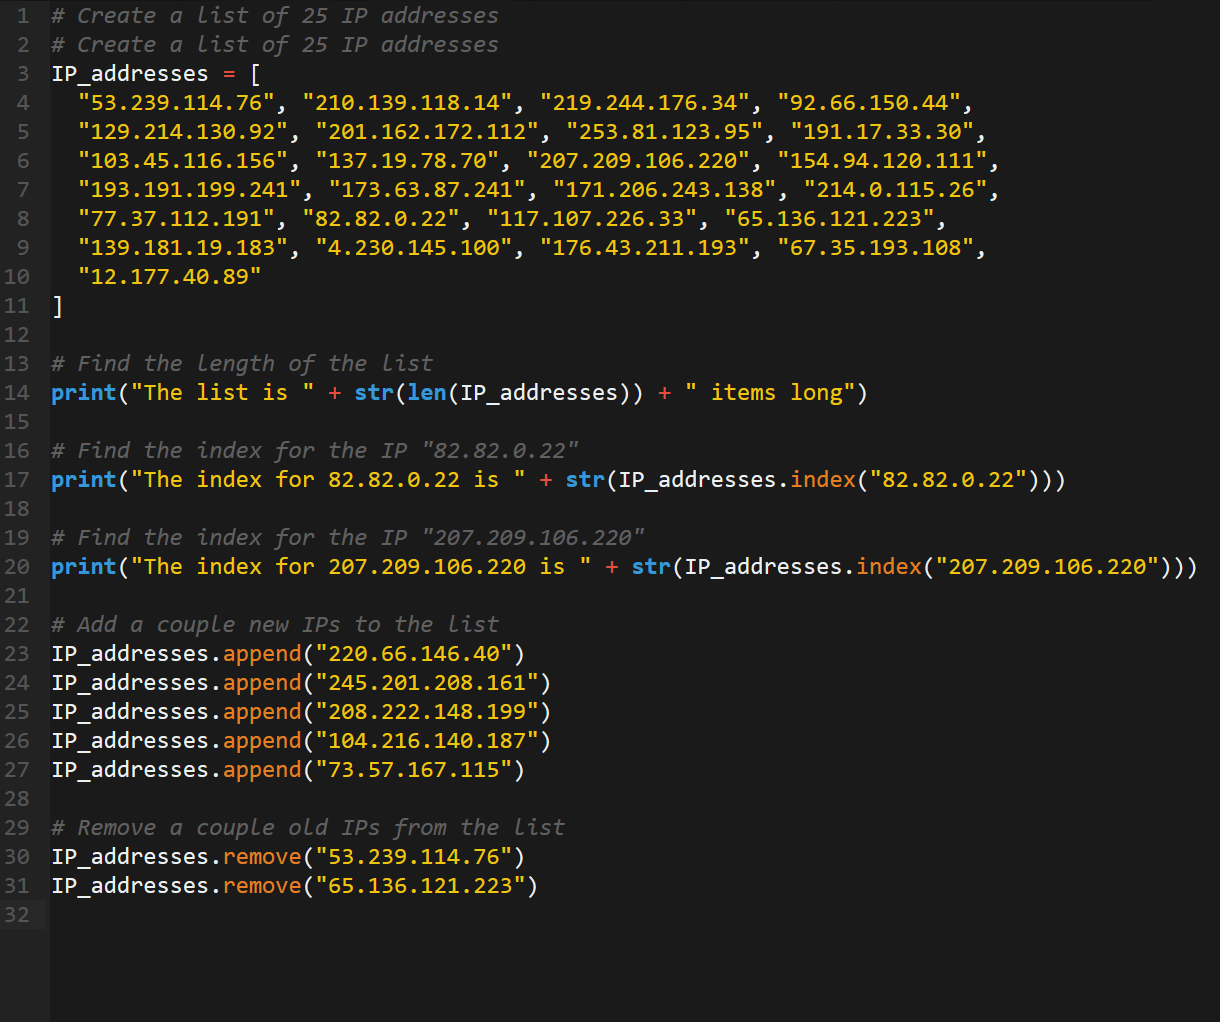 1 # Create a list of 25 IP addresses
2 # Create a list of 25 IP addresses
3 IP_addresses = [
4   "53.239.114.76", "210.139.118.14", "219.244.176.34", "92.66.150.44",
5   "129.214.130.92", "201.162.172.112", "253.81.123.95", "191.17.33.30",
6   "103.45.116.156", "137.19.78.70", "207.209.106.220", "154.94.120.111",
7   "193.191.199.241", "173.63.87.241", "171.206.243.138", "214.0.115.26",
8   "77.37.112.191", "82.82.0.22", "117.107.226.33", "65.136.121.223",
9   "139.181.19.183", "4.230.145.100", "176.43.211.193", "67.35.193.108",
10   "12.177.40.89"
11 ]
12
13 # Find the length of the list
14 print("The list is " + str(len(IP_addresses)) + " items long")
15
16 # Find the index for the IP "82.82.0.22"
17 print("The index for 82.82.0.22 is " + str(IP_addresses.index("82.82.0.22")))
18
19 # Find the index for the IP "207.209.106.220"
20 print("The index for 207.209.106.220 is " + str(IP_addresses.index("207.209.106.220")))
21
22 # Add a couple new IPs to the list
23 IP_addresses.append("220.66.146.40")
24 IP_addresses.append("245.201.208.161")
25 IP_addresses.append("208.222.148.199")
26 IP_addresses.append("104.216.140.187")
27 IP_addresses.append("73.57.167.115")
28
29 # Remove a couple old IPs from the list
30 IP_addresses.remove("53.239.114.76")
31 IP_addresses.remove("65.136.121.223")
32